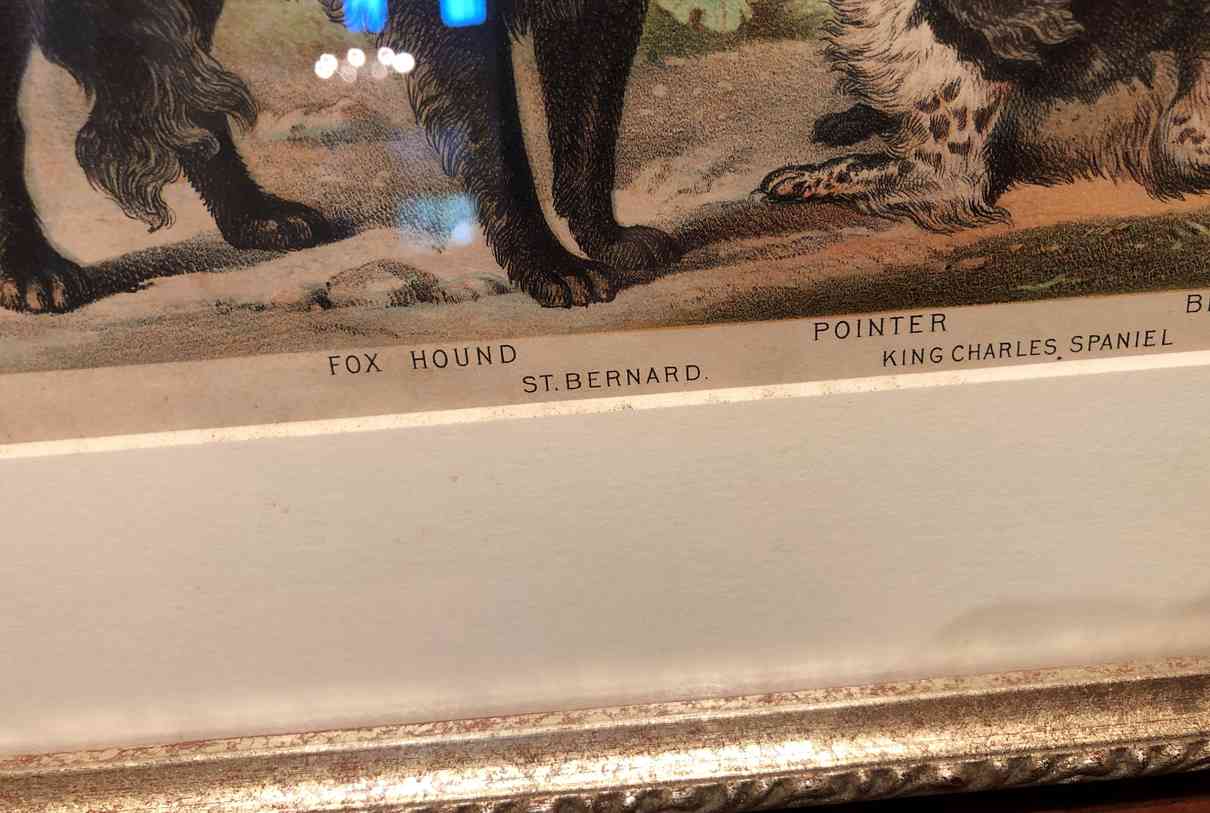 FOX HOUND
ST. BERNARD.
POINTER
KING CHARLES, SPANIEL